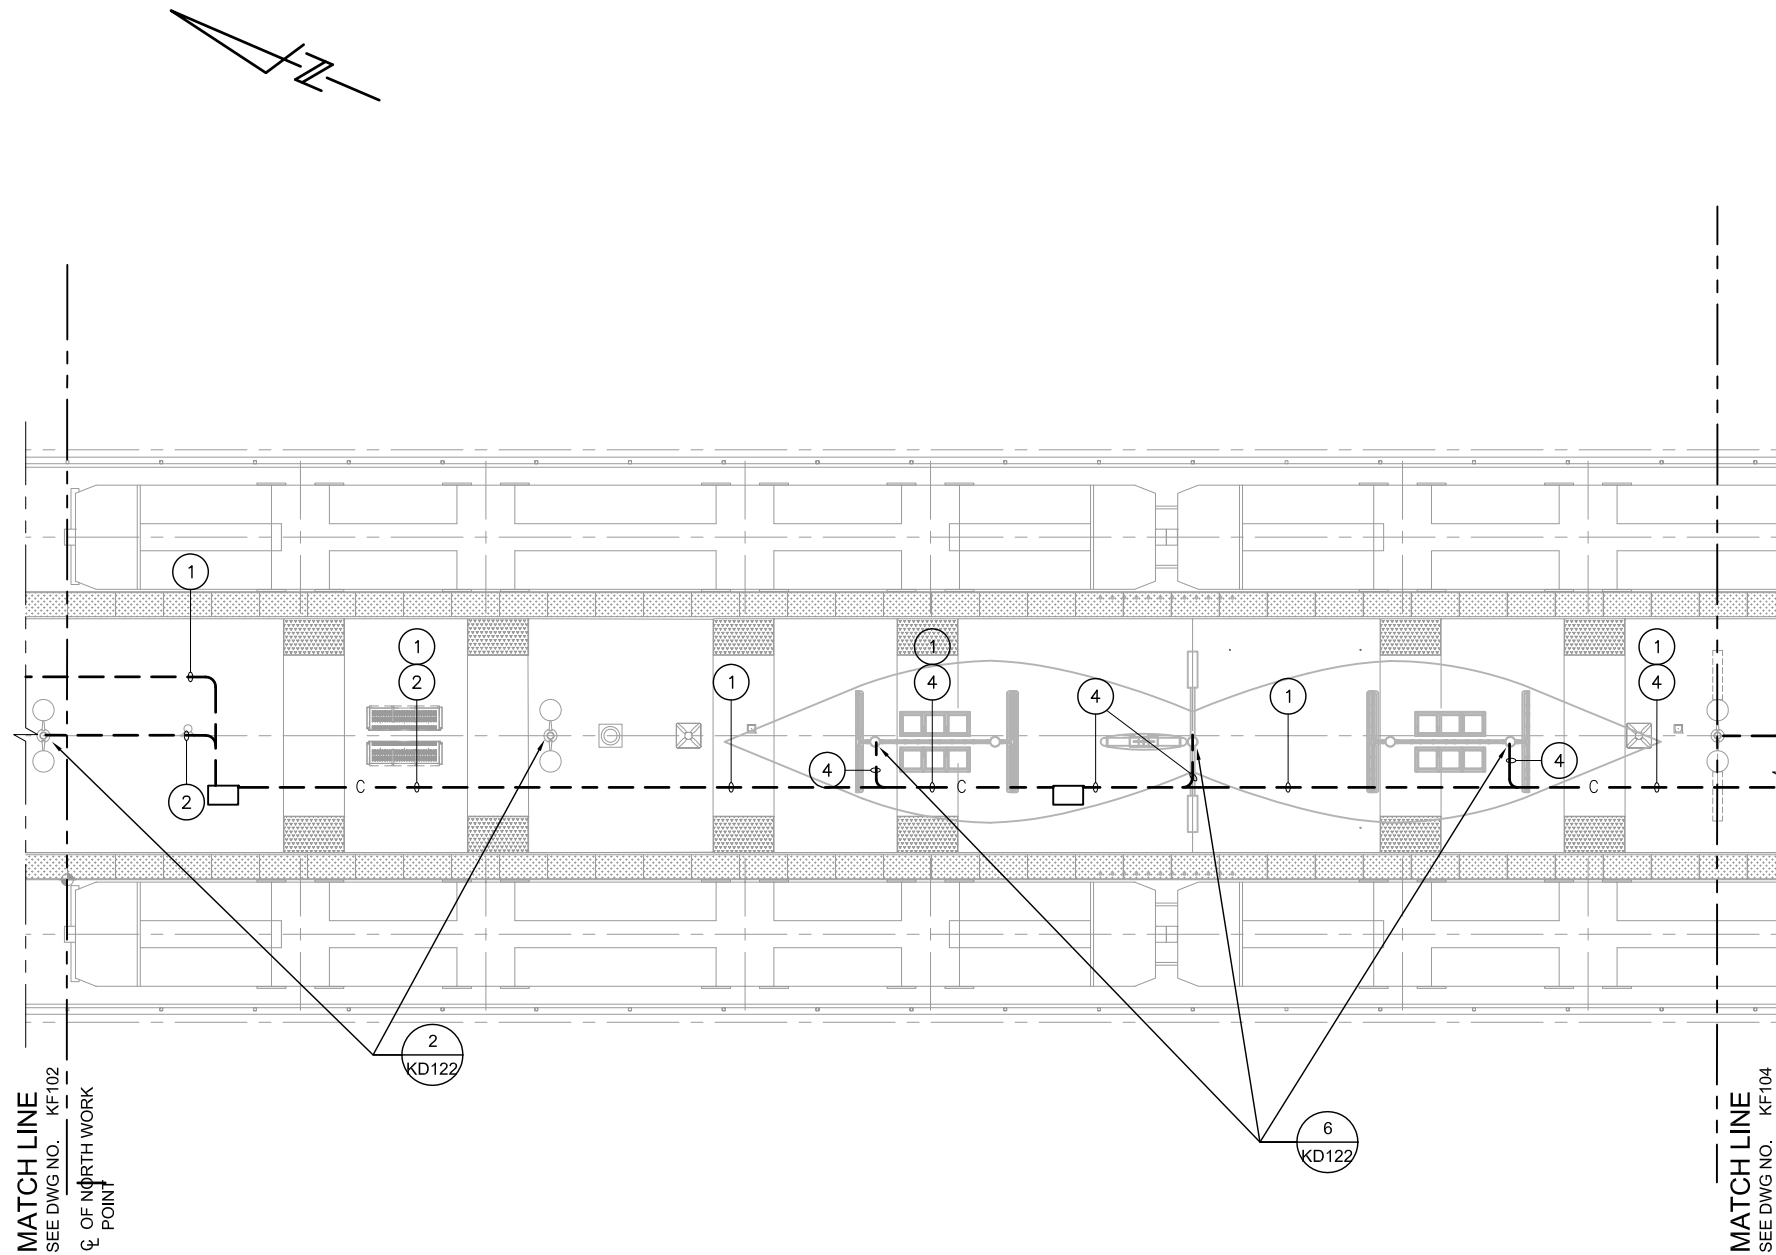 N
1
1
2
1
1
4
4
1
1
4
2
4
4
C
C
C
2
KD122
6
KD122
MATCH LINE
SEE DWG NO. KF102
℄ OF NORTH WORK
POINT
MATCH LINE
SEE DWG NO. KF104